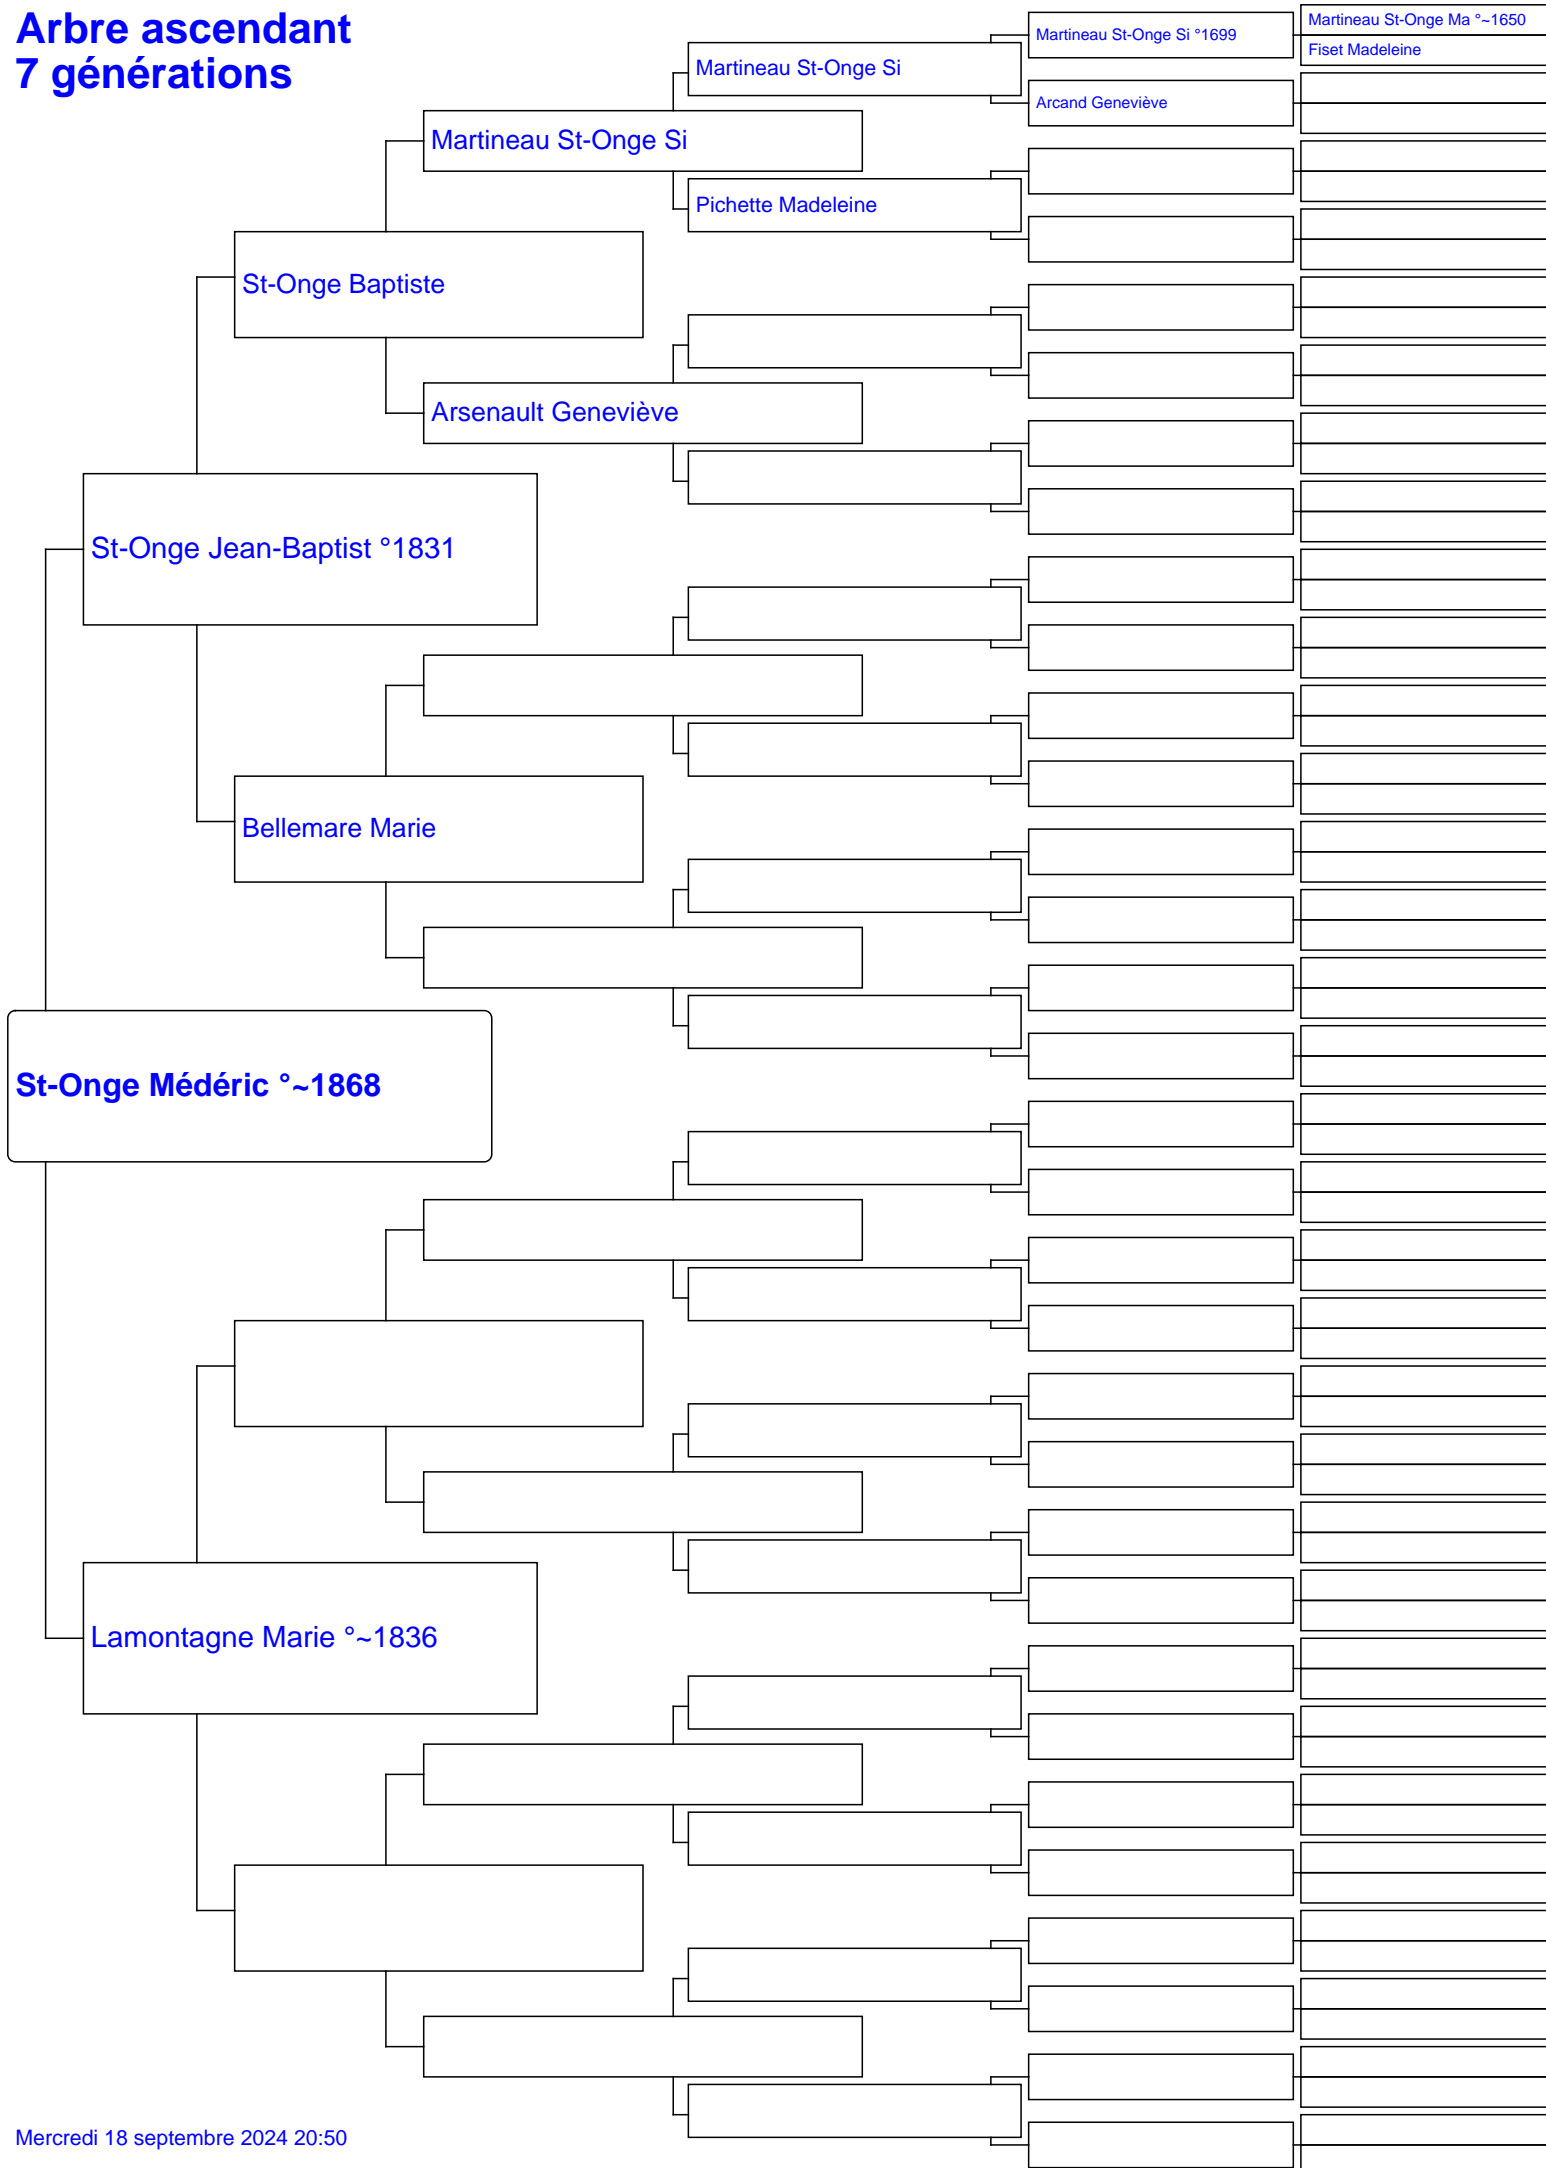 Arbre ascendant
7 générations
Martineau St-Onge Ma °~1650
Martineau St-Onge Si °1699
Fiset Madeleine
Martineau St-Onge Si
Arcand Geneviève
Martineau St-Onge Si
Pichette Madeleine
St-Onge Baptiste
Arsenault Geneviève
St-Onge Jean-Baptist °1831
Bellemare Marie
St-Onge Médéric °~1868
Lamontagne Marie °~1836
Mercredi 18 septembre 2024 20:50